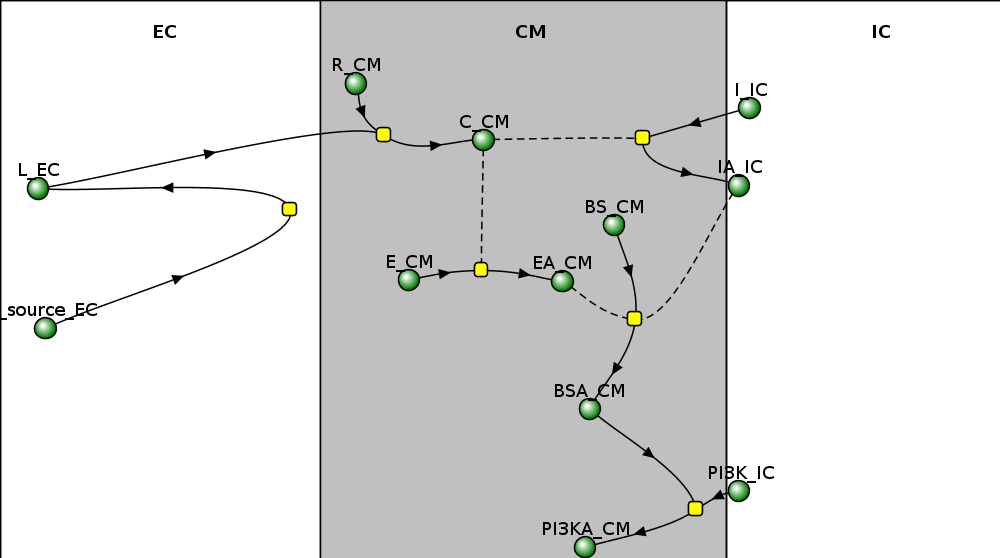 EC
CM
IC
R_CM
I_IC
C_CM
L_EC
IA_IC
BS_CM
E_CM
EA_CM
_source_EC
BSA_CM
PI3K_IC
PI3KA_CM